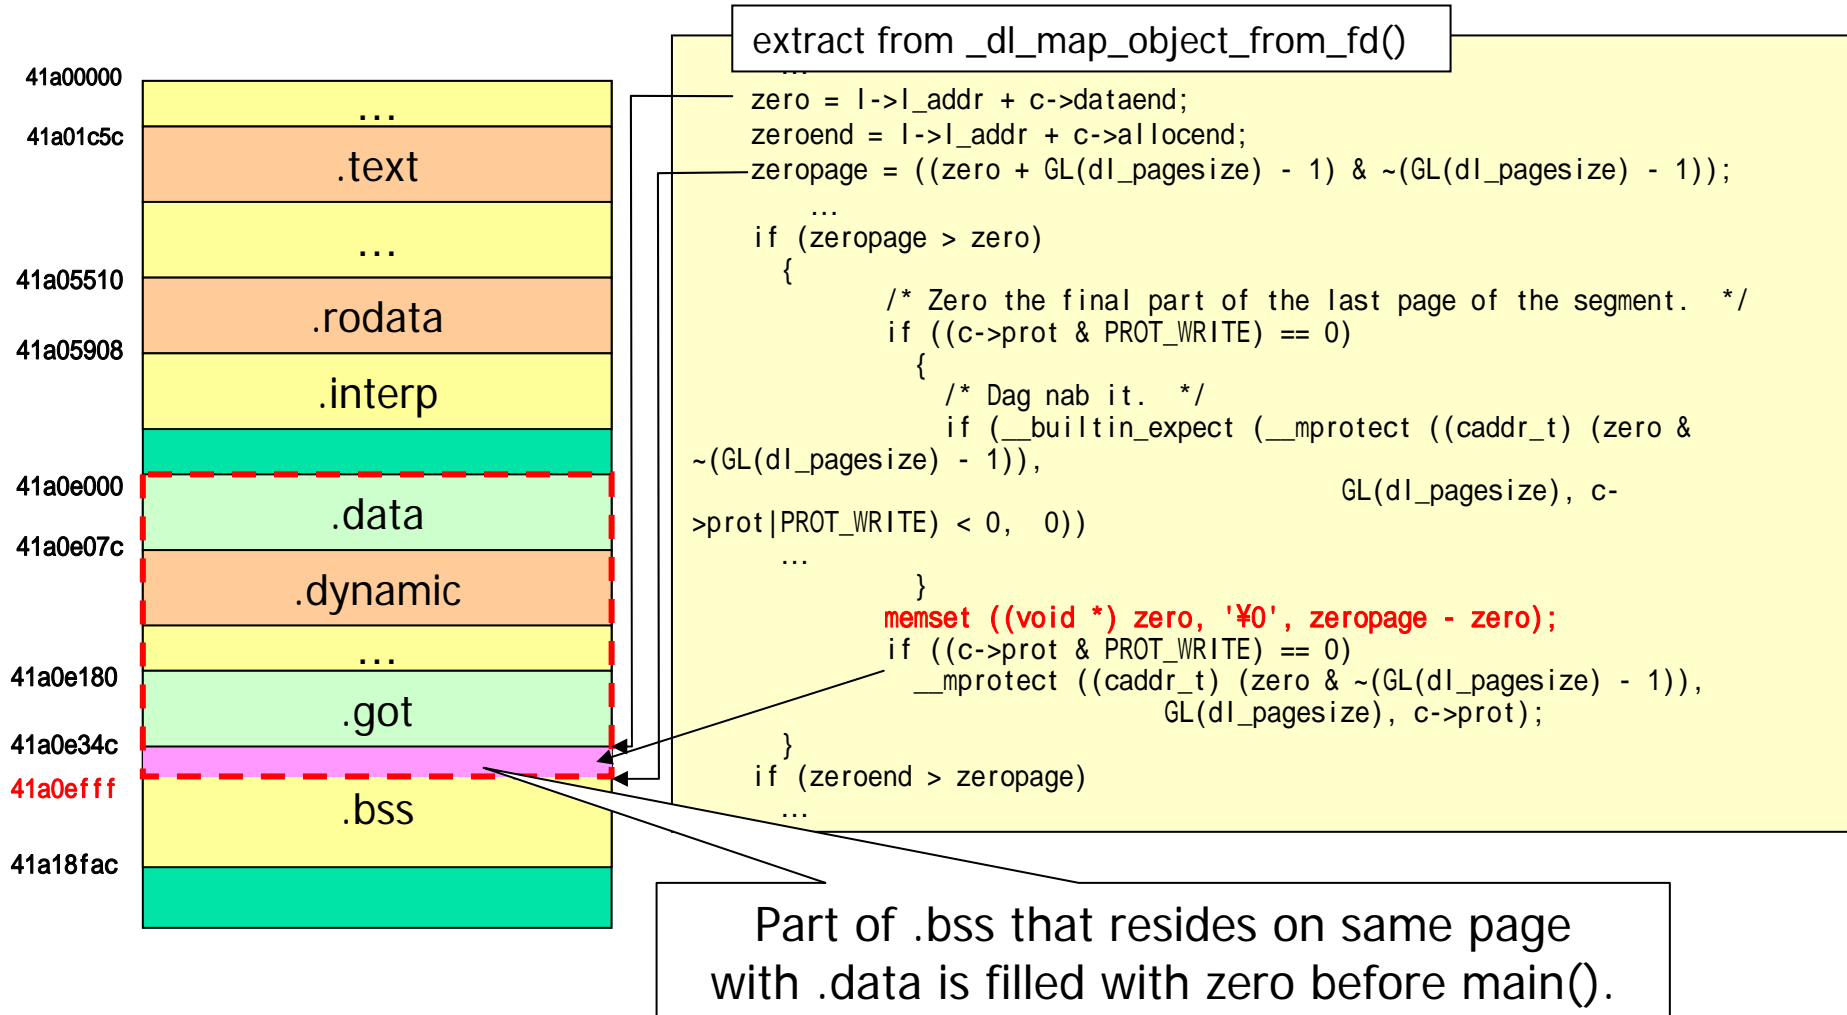 extract from _dl_map_object_from_fd()
41a00000
...
41a01c5c
.text
...
41a05510
.rodata
41a05908
.interp
41a0e000
.data
41a0e07c
.dynamic
...
41a0e180
.got
41a0e34c
41a0efff
.bss
41a18fac
...
zero = l->l_addr + c->dataend;
zeroend = l->l_addr + c->allocend;
zeropage = ((zero + GL(dl_pagesize) - 1) & ~(GL(dl_pagesize) - 1));
...
if (zeropage > zero)
{
/* Zero the final part of the last page of the segment. */
if ((c->prot & PROT_WRITE) == 0)
{
/* Dag nab it. */
if (__builtin_expect (__mprotect ((caddr_t) (zero &
~(GL(dl_pagesize) - 1)),
GL(dl_pagesize), c-
>prot|PROT_WRITE) < 0, 0))
...
}
memset ((void *) zero, '¥0', zeropage - zero);
if ((c->prot & PROT_WRITE) == 0)
__mprotect ((caddr_t) (zero & ~(GL(dl_pagesize) - 1)),
GL(dl_pagesize), c->prot);
}
if (zeroend > zeropage)
...
Part of .bss that resides on same page
with .data is filled with zero before main().